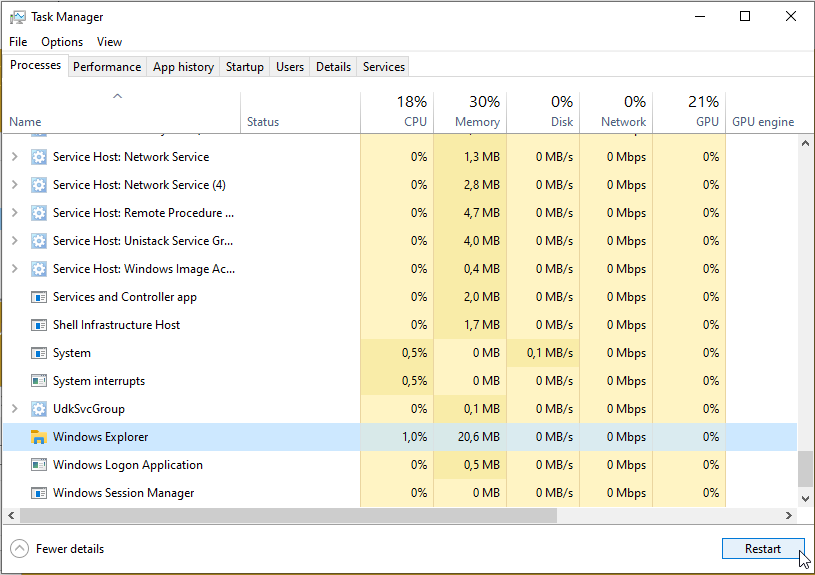 Task Manager
File Options View
Processes Performance App history Startup Users Details Services
18% 30% 0% 0% 21%
Name Status CPU Memory Disk Network GPU GPU engine
Service Host: Network Service 0% 1,3 MB 0 MB/s 0 Mbps 0%
Service Host: Network Service (4) 0% 2,8 MB 0 MB/s 0 Mbps 0%
Service Host: Remote Procedure ... 0% 4,7 MB 0 MB/s 0 Mbps 0%
Service Host: Unistack Service Gr... 0% 4,0 MB 0 MB/s 0 Mbps 0%
Service Host: Windows Image Ac... 0% 0,4 MB 0 MB/s 0 Mbps 0%
Services and Controller app 0% 2,0 MB 0 MB/s 0 Mbps 0%
Shell Infrastructure Host 0% 1,7 MB 0 MB/s 0 Mbps 0%
System 0,5% 0 MB 0,1 MB/s 0 Mbps 0%
System interrupts 0,5% 0 MB 0 MB/s 0 Mbps 0%
UdkSvcGroup 0% 0,1 MB 0 MB/s 0 Mbps 0%
Windows Explorer 1,0% 20,6 MB 0 MB/s 0 Mbps 0%
Windows Logon Application 0% 0,5 MB 0 MB/s 0 Mbps 0%
Windows Session Manager 0% 0 MB 0 MB/s 0 Mbps 0%
Fewer details Restart